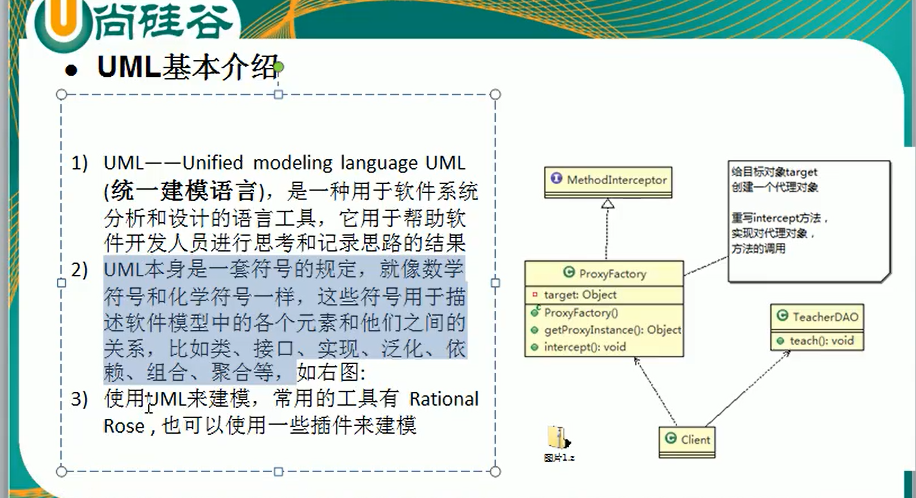 U尚硅谷
● UML基本介绍
1) UML——Unified modeling language UML
(统一建模语言)，是一种用于软件系统
分析和设计的语言工具，它用于帮助软
件开发人员进行思考和记录思路的结果
2) UML本身是一套符号的规定，就像数学
符号和化学符号一样，这些符号用于描
述软件模型中的各个元素和他们之间的
关系，比如类、接口、实现、泛化、依
赖、组合、聚合等，如右图:
3) 使用UML来建模，常用的工具有 Rational
Rose , 也可以使用一些插件来建模
I MethodInterceptor
给目标对象target
创建一个代理对象
重写intercept方法，
实现对代理对象，
方法的调用
C ProxyFactory
target: Object
ProxyFactory()
getProxyInstance(): Object
intercept(): void
C TeacherDAO
teach(): void
C Client
图片1.z